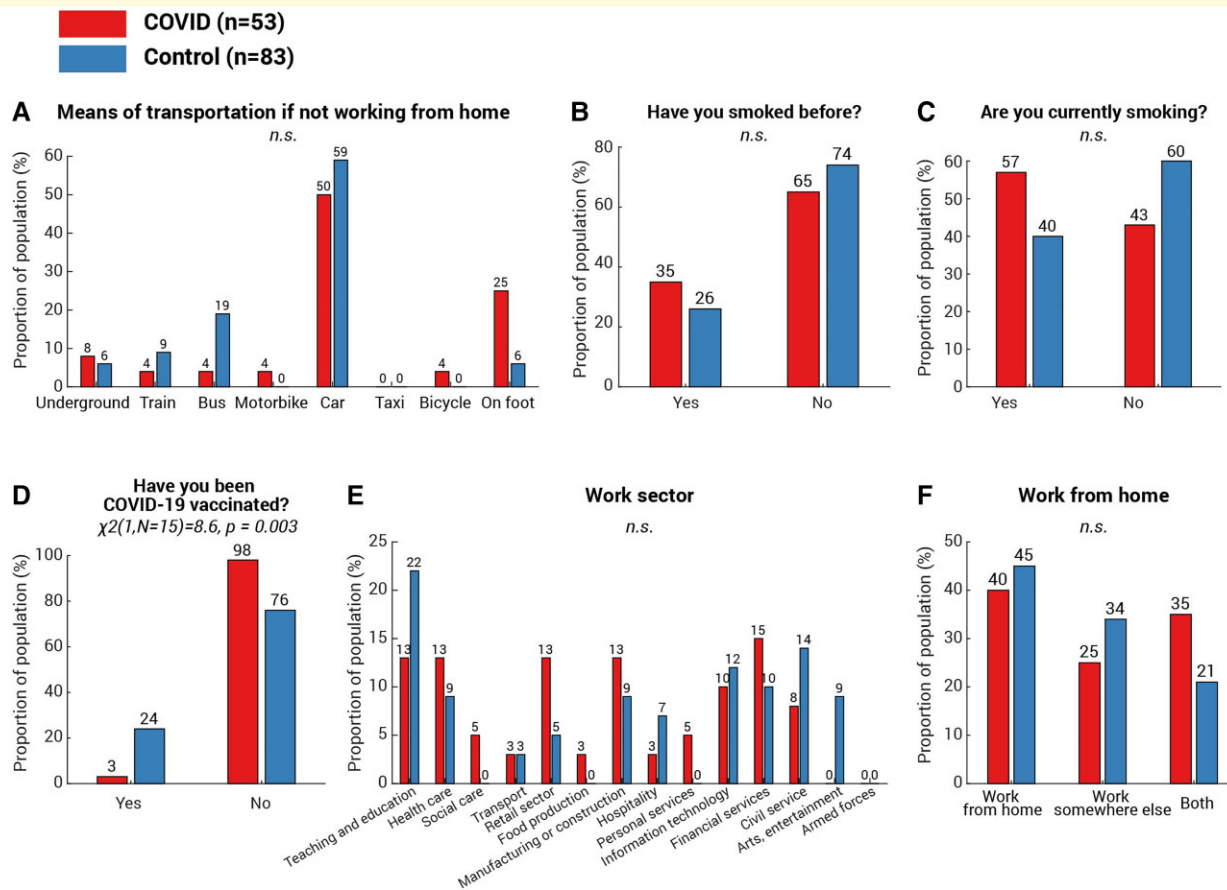 COVID (n=53)
Control (n=83)
A Means of transportation if not working from home
n.s.
Proportion of population (%)
60
50
40
30
20
10
0
8 6 4 9 4 19 4 0 50 59 0 0 4 0 25 6
Underground Train Bus Motorbike Car Taxi Bicycle On foot
B Have you smoked before?
n.s.
Proportion of population (%)
80
60
40
20
0
35 26 65 74
Yes No
C Are you currently smoking?
n.s.
Proportion of population (%)
60
50
40
30
20
10
0
57 40 43 60
Yes No
D Have you been
COVID-19 vaccinated?
χ2(1,N=15)=8.6, p = 0.003
Proportion of population (%)
100
80
60
40
20
0
3 24 98 76
Yes No
E Work sector
n.s.
Proportion of population (%)
25
20
15
10
5
0
13 22 13 9 5 0 3 3 13 5 3 0 13 9 3 7 5 0 10 12 15 10 8 14 0 9 0 0
Teaching and education
Health care
Social care
Transport
Retail sector
Food production
Manufacturing or construction
Hospitality
Personal services
Information technology
Financial services
Civil service
Arts, entertainment
Armed forces
F Work from home
n.s.
Proportion of population (%)
50
40
30
20
10
0
40 45 25 34 35 21
Work
from home
Work
somewhere else
Both